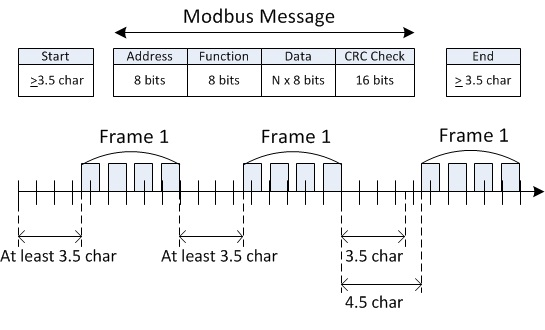 Modbus Message
Start Address Function Data CRC Check End
≥3.5 char 8 bits 8 bits N x 8 bits 16 bits ≥ 3.5 char
Frame 1 Frame 1 Frame 1
At least 3.5 char At least 3.5 char 3.5 char
4.5 char